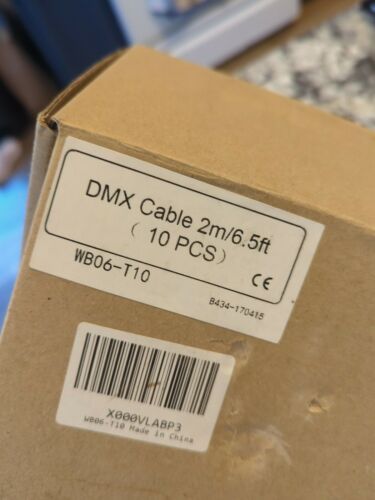 DMX Cable 2m/6.5ft
( 10 PCS)
WB06-T10
CE
B434-170415
X000VLABP3
WB06-T10 Made in China